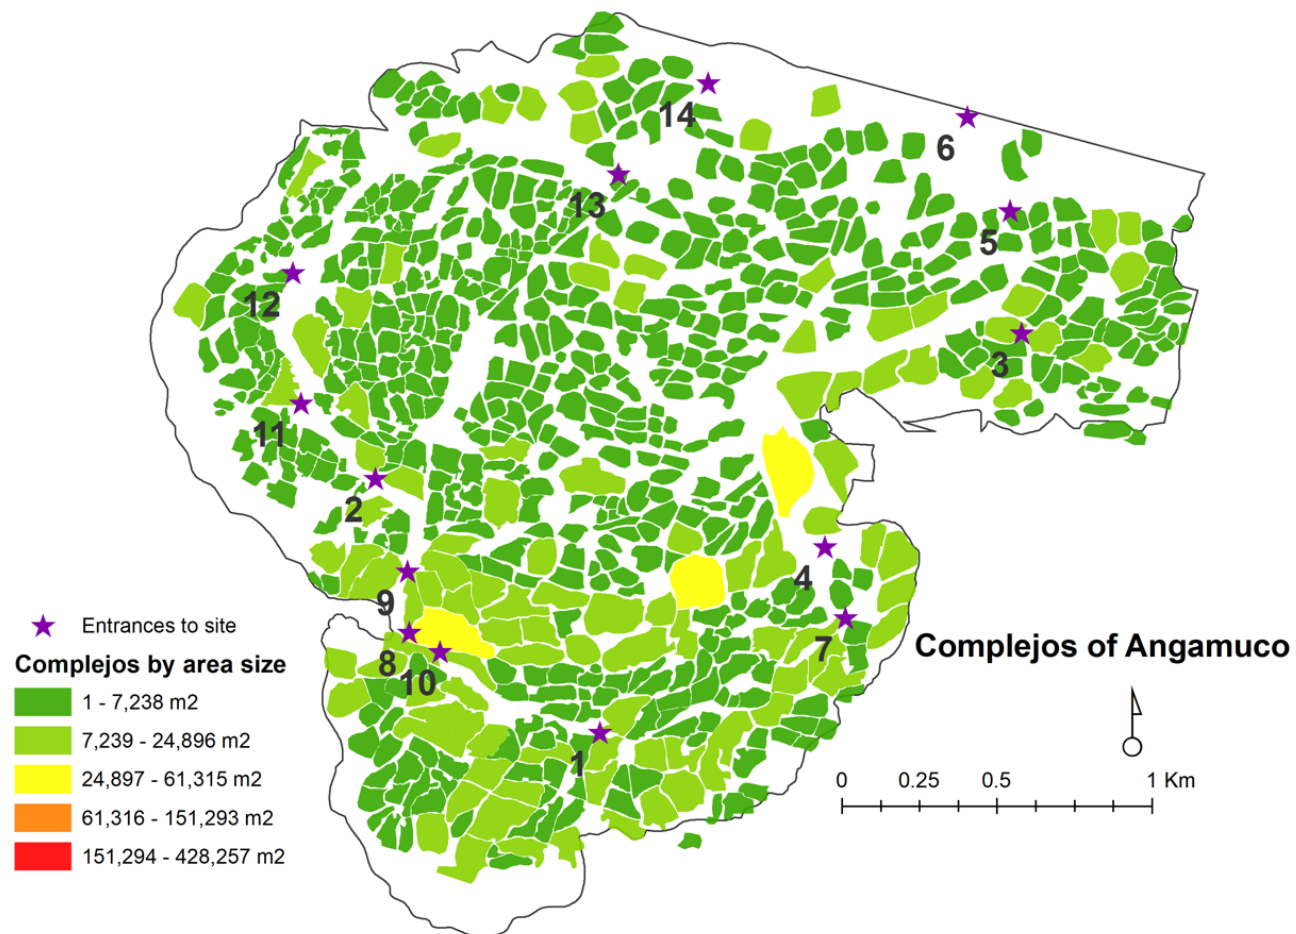 14
6
13
5
12
3
11
2
4
9
7
8
10
1
Entrances to site
Complejos by area size
1 - 7,238 m2
7,239 - 24,896 m2
24,897 - 61,315 m2
61,316 - 151,293 m2
151,294 - 428,257 m2
Complejos of Angamuco
0 0.25 0.5 1 Km